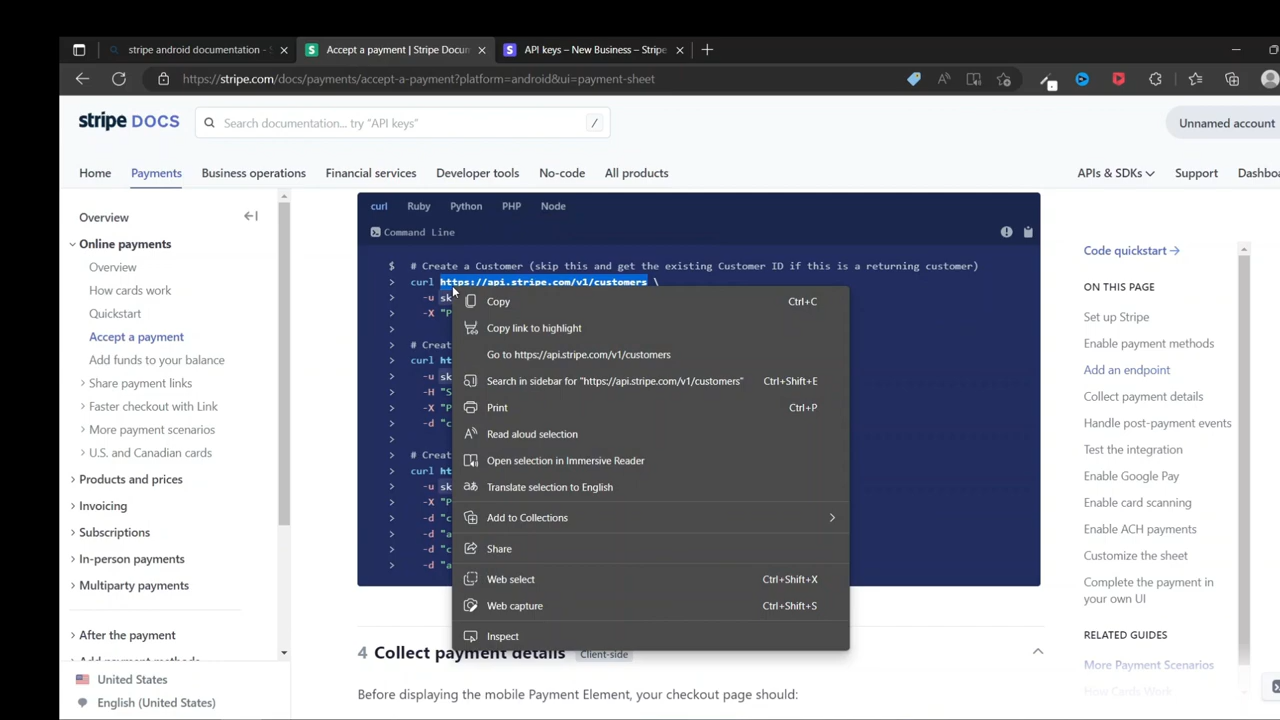 stripe android documentation - S
Accept a payment | Stripe Docum
API keys – New Business – Stripe
https://stripe.com/docs/payments/accept-a-payment?platform=android&ui=payment-sheet
stripe DOCS
Search documentation... try "API keys"
/
Unnamed account
Home
Payments
Business operations
Financial services
Developer tools
No-code
All products
APIs & SDKs
Support
Dashbo
Overview
Online payments
Overview
How cards work
Quickstart
Accept a payment
Add funds to your balance
Share payment links
Faster checkout with Link
More payment scenarios
U.S. and Canadian cards
Products and prices
Invoicing
Subscriptions
In-person payments
Multiparty payments
After the payment
Add payment methods
United States
English (United States)
curl
Ruby
Python
PHP
Node
Command Line
$ # Create a Customer (skip this and get the existing Customer ID if this is a returning customer)
> curl https://api.stripe.com/v1/customers \
> -u sk
> -X "P
>
> # Creat
> curl ht
> -u sk
> -H "S
> -X "P
> -d "c
>
> # Creat
> curl ht
> -u sk
> -X "P
> -d "c
> -d "a
> -d "c
> -d "a
Copy Ctrl+C
Copy link to highlight
Go to https://api.stripe.com/v1/customers
Search in sidebar for "https://api.stripe.com/v1/customers" Ctrl+Shift+E
Print Ctrl+P
Read aloud selection
Open selection in Immersive Reader
Translate selection to English
Add to Collections
Share
Web select Ctrl+Shift+X
Web capture Ctrl+Shift+S
Inspect
4 Collect payment details Client-side
Before displaying the mobile Payment Element, your checkout page should:
Code quickstart
ON THIS PAGE
Set up Stripe
Enable payment methods
Add an endpoint
Collect payment details
Handle post-payment events
Test the integration
Enable Google Pay
Enable card scanning
Enable ACH payments
Customize the sheet
Complete the payment in
your own UI
RELATED GUIDES
More Payment Scenarios
How Cards Work